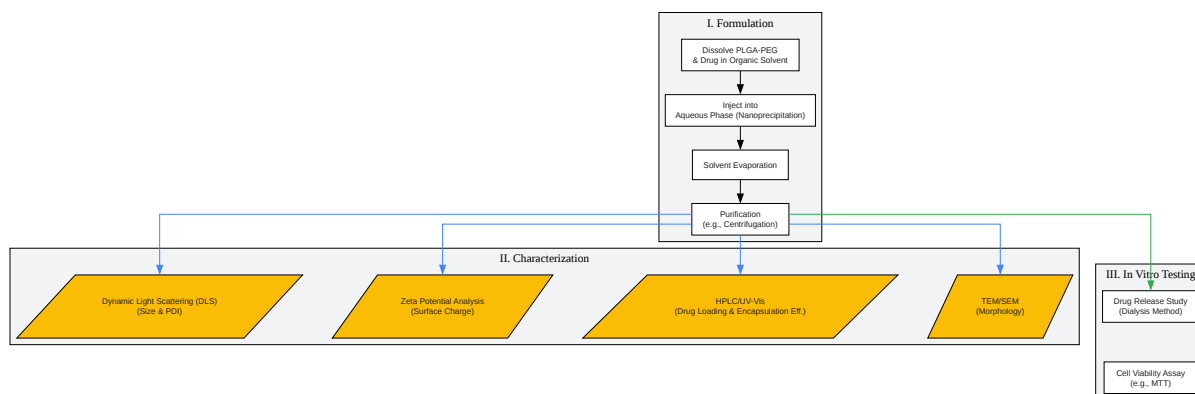 I. Formulation
Dissolve PLGA-PEG
& Drug in Organic Solvent
Inject into
Aqueous Phase (Nanoprecipitation)
Solvent Evaporation
Purification
(e.g., Centrifugation)
II. Characterization
Dynamic Light Scattering (DLS)
(Size & PDI)
Zeta Potential Analysis
(Surface Charge)
HPLC/UV-Vis
(Drug Loading & Encapsulation Eff.)
TEM/SEM
(Morphology)
III. In Vitro Testing
Drug Release Study
(Dialysis Method)
Cell Viability Assay
(e.g., MTT)